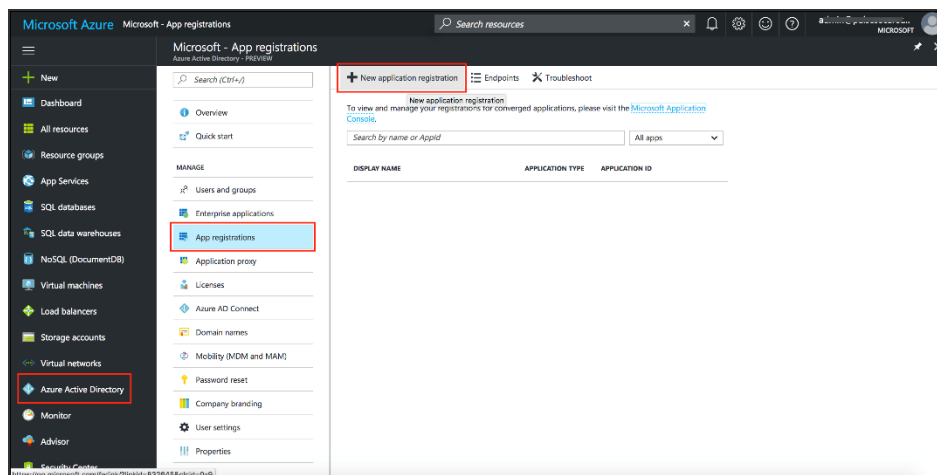 Microsoft Azure Microsoft - App registrations
Search resources
MICROSOFT
Microsoft - App registrations
Azure Active Directory - PREVIEW
New
Dashboard
All resources
Resource groups
App Services
SQL databases
SQL data warehouses
NoSQL (DocumentDB)
Virtual machines
Load balancers
Storage accounts
Virtual networks
Azure Active Directory
Monitor
Advisor
Security Center
Search (Ctrl+/)
Overview
Quick start
MANAGE
Users and groups
Enterprise applications
App registrations
Application proxy
Licenses
Azure AD Connect
Domain names
Mobility (MDM and MAM)
Password reset
Company branding
User settings
Properties
New application registration Endpoints Troubleshoot
New application registration
To view and manage your registrations for converged applications, please visit the Microsoft Application
Console.
Search by name or AppId All apps
DISPLAY NAME APPLICATION TYPE APPLICATION ID